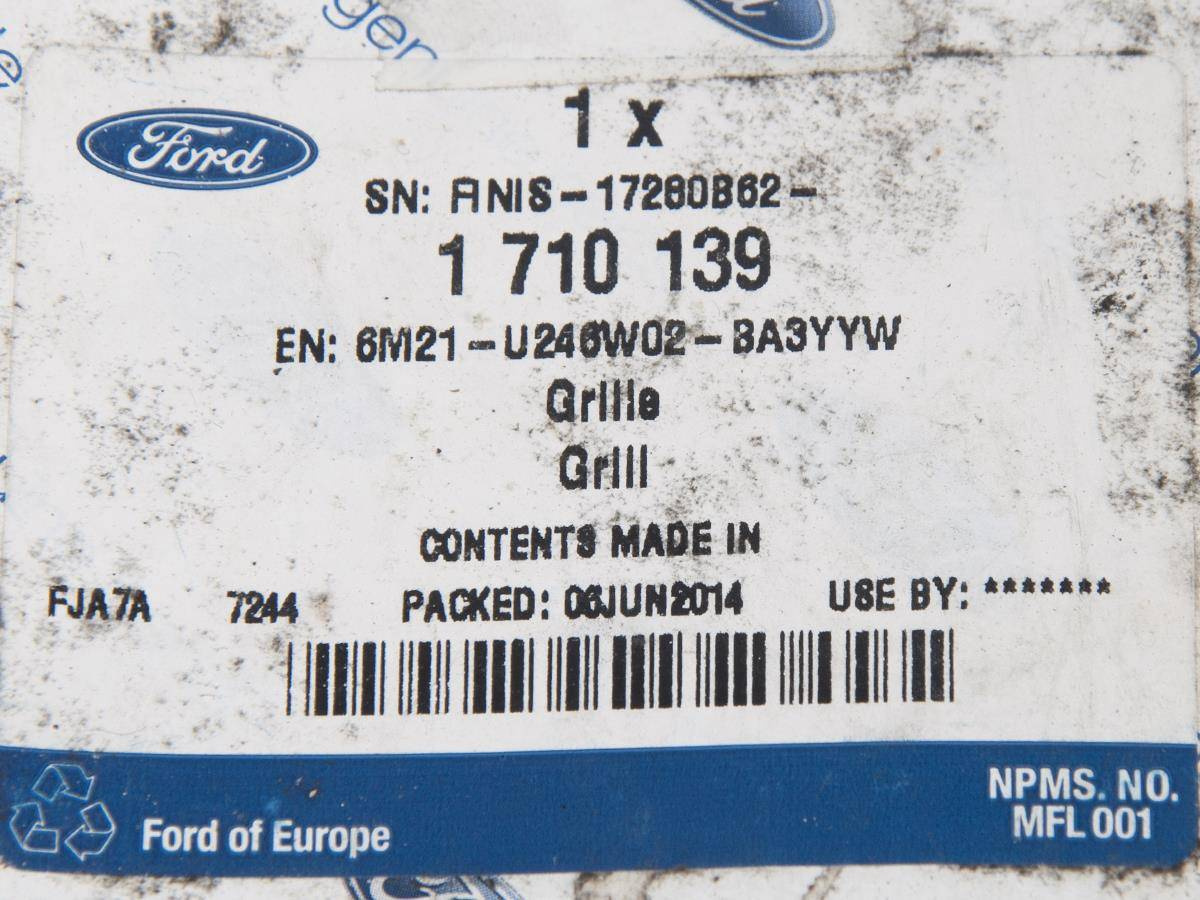 Ford
1 x
SN: ANIS-17280B62-
1 710 139
EN: 6M21-U246W02-BA3YYW
Grille
Grill
CONTENTS MADE IN
FJA7A 7244 PACKED: 06JUN2014 USE BY: *******
Ford of Europe
NPMS. NO.
MFL 001